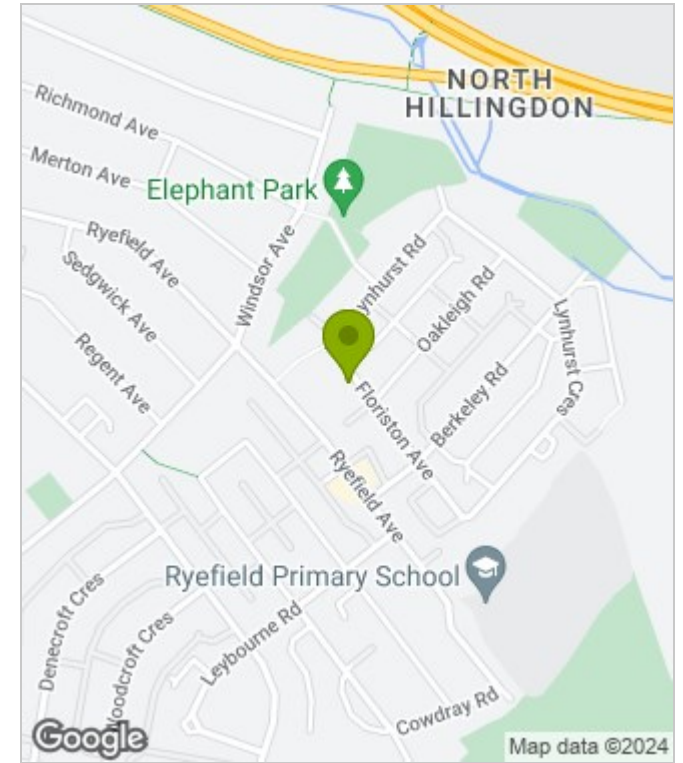 NORTH
HILLINGDON
Richmond Ave
Merton Ave
Elephant Park
Ryefield Ave
Sedgwick Ave
Windsor Ave
ynhurst Rd
Oakleigh Rd
Lynhurst Cres
Regent Ave
Floriston Ave
Berkeley Rd
Ryefield Ave
Ryefield Primary School
Denecroft Cres
Woodcroft Cres
Leybourne Rd
Cowdray Rd
Google
Map data ©2024